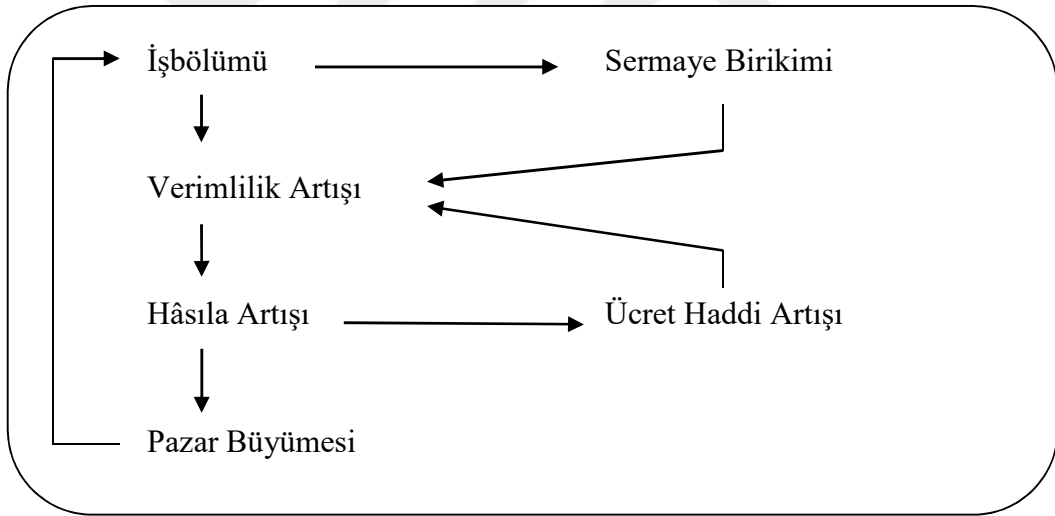 İşbölümü
Sermaye Birikimi
Verimlilik Artışı
Hâsıla Artışı
Ücret Haddi Artışı
Pazar Büyümesi